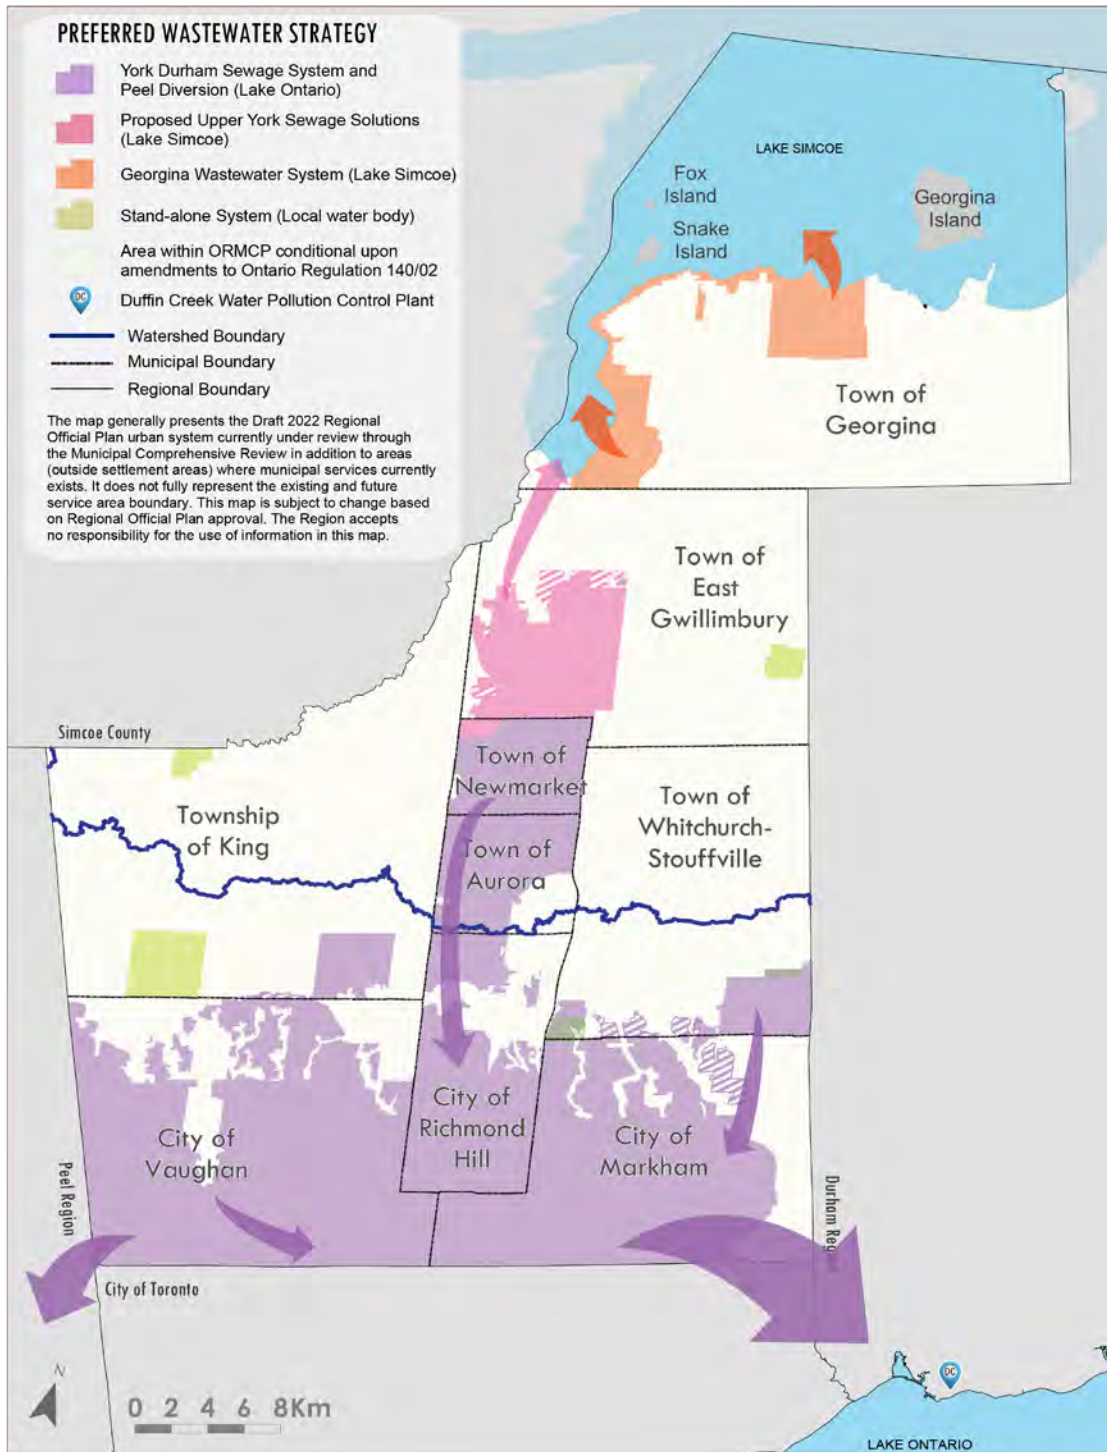 PREFERRED WASTEWATER STRATEGY
York Durham Sewage System and
Peel Diversion (Lake Ontario)
Proposed Upper York Sewage Solutions
(Lake Simcoe)
Georgina Wastewater System (Lake Simcoe)
Stand-alone System (Local water body)
Area within ORMCP conditional upon
amendments to Ontario Regulation 140/02
DC
Duffin Creek Water Pollution Control Plant
Watershed Boundary
Municipal Boundary
Regional Boundary
The map generally presents the Draft 2022 Regional
Official Plan urban system currently under review through
the Municipal Comprehensive Review in addition to areas
(outside settlement areas) where municipal services currently
exists. It does not fully represent the existing and future
service area boundary. This map is subject to change based
on Regional Official Plan approval. The Region accepts
no responsibility for the use of information in this map.
LAKE SIMCOE
Fox
Island
Snake
Island
Georgina
Island
Town of
Georgina
Town of
East
Gwillimbury
Simcoe County
Township
of King
Town of
Newmarket
Town of
Aurora
Town of
Whitchurch-
Stouffville
City of
Vaughan
City of
Richmond
Hill
City of
Markham
Peel Region
Durham Reg
City of Toronto
N
0 2 4 6 8Km
DC
LAKE ONTARIO